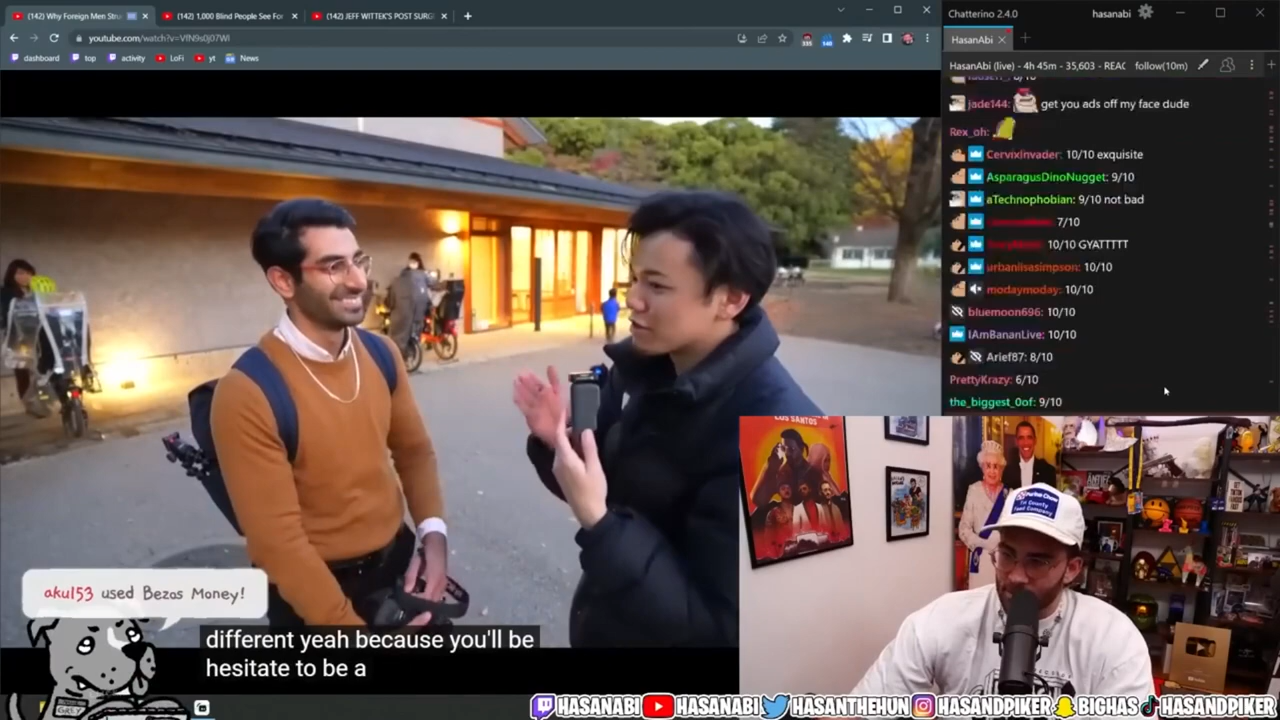 (142) Why Foreign Men Stru
(142) 1,000 Blind People See For
(142) JEFF WITTEK'S POST SURG
youtube.com/watch?v=VfN9s0j07WI
dashboard
top
activity
LoFi
yt
News
Chatterino 2.4.0
hasanabi
HasanAbi
HasanAbi (live) - 4h 45m - 35,603 - REAC
follow(10m)
jade144: get you ads off my face dude
Rex_oh:
CervixInvader: 10/10 exquisite
AsparagusDinoNugget: 9/10
aTechnophobian: 9/10 not bad
7/10
10/10 GYATTTTT
urbanlisasimpson: 10/10
modaymoday: 10/10
bluemoon696: 10/10
IAmBananLive: 10/10
Arief87: 8/10
PrettyKrazy: 6/10
the_biggest_0of: 9/10
LOS SANTOS
aku153 used Bezos Money!
different yeah because you'll be
hesitate to be a
HASANABI
HASANABI
HASANTHEHUN
HASANDPIKER
BIGHAS
HASANDPIKER